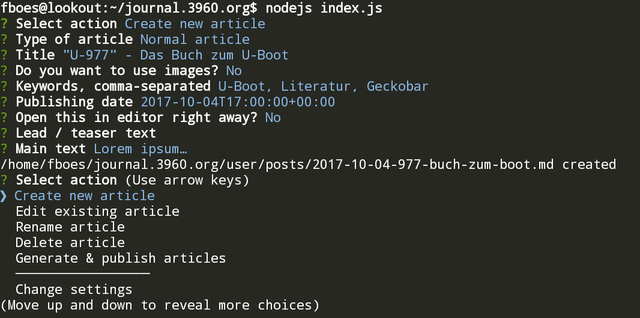 fboes@lookout:~/journal.3960.org$ nodejs index.js
? Select action Create new article
? Type of article Normal article
? Title "U-977" - Das Buch zum U-Boot
? Do you want to use images? No
? Keywords, comma-separated U-Boot, Literatur, Geckobar
? Publishing date 2017-10-04T17:00:00+00:00
? Open this in editor right away? No
? Lead / teaser text
? Main text Lorem ipsum…
/home/fboes/journal.3960.org/user/posts/2017-10-04-977-buch-zum-boot.md created
? Select action (Use arrow keys)
❯ Create new article
Edit existing article
Rename article
Delete article
Generate & publish articles
──────────────
Change settings
(Move up and down to reveal more choices)